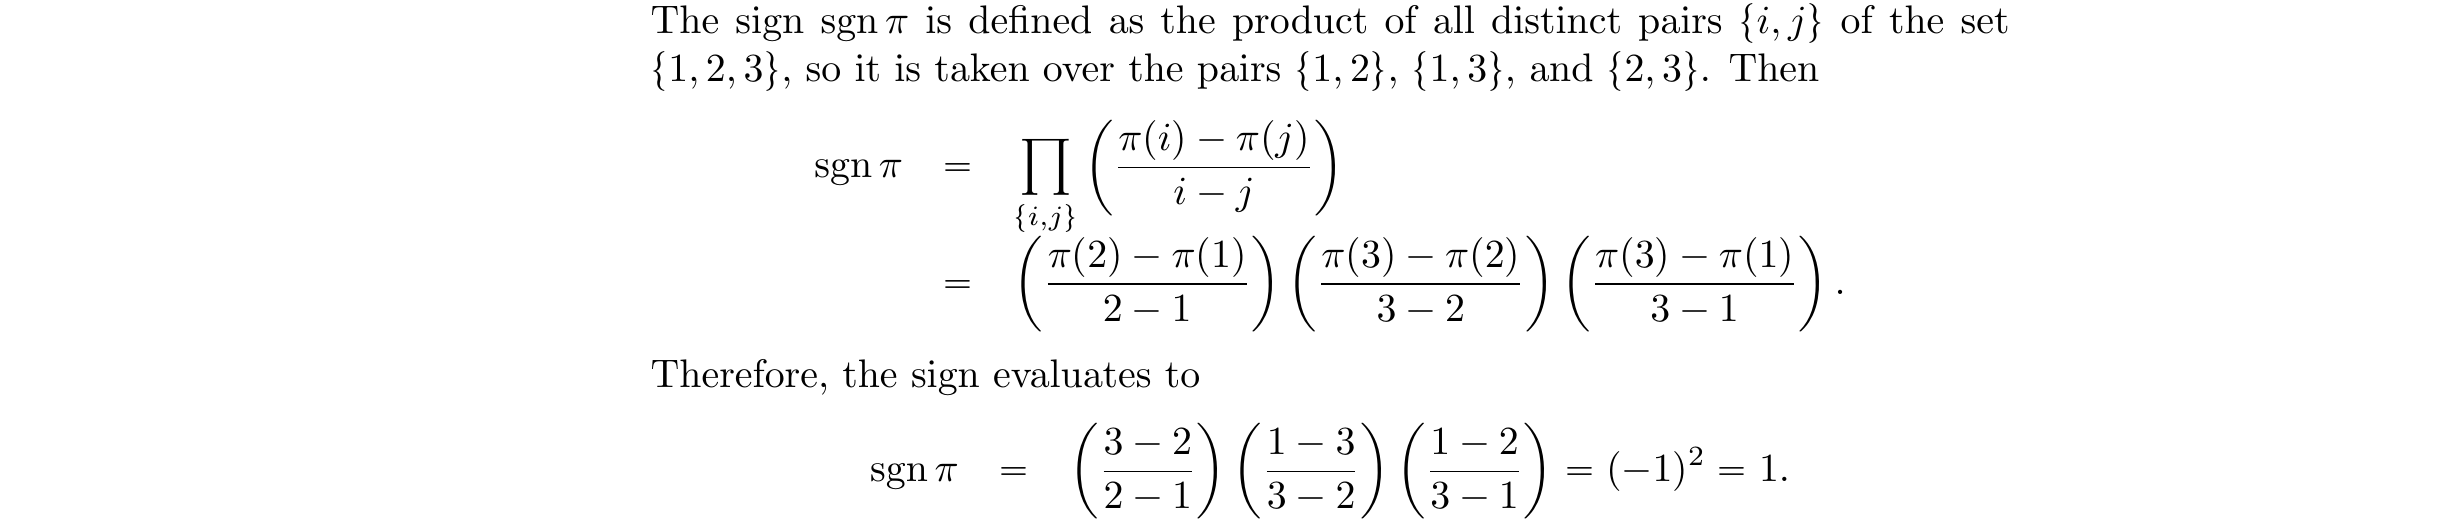 The sign sgn π is defined as the product of all distinct pairs {i, j} of the set
{1, 2, 3}, so it is taken over the pairs {1, 2}, {1, 3}, and {2, 3}. Then
sgn π = ∏_{{i,j}} ( (π(i) − π(j)) / (i − j) )
= ( (π(2) − π(1)) / (2 − 1) ) ( (π(3) − π(2)) / (3 − 2) ) ( (π(3) − π(1)) / (3 − 1) ) .
Therefore, the sign evaluates to
sgn π = ( (3 − 2) / (2 − 1) ) ( (1 − 3) / (3 − 2) ) ( (1 − 2) / (3 − 1) ) = (−1)² = 1.